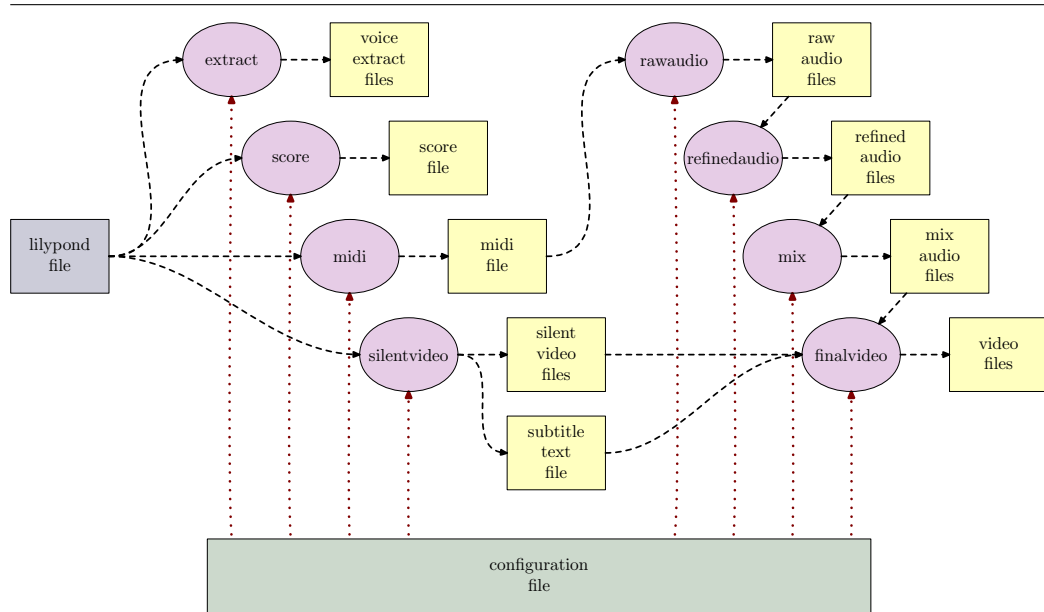 voice
extract
files
extract
raw
audio
files
rawaudio
score
score
file
refinedaudio
refined
audio
files
lilypond
file
midi
midi
file
mix
mix
audio
files
silentvideo
silent
video
files
finalvideo
video
files
subtitle
text
file
configuration
file